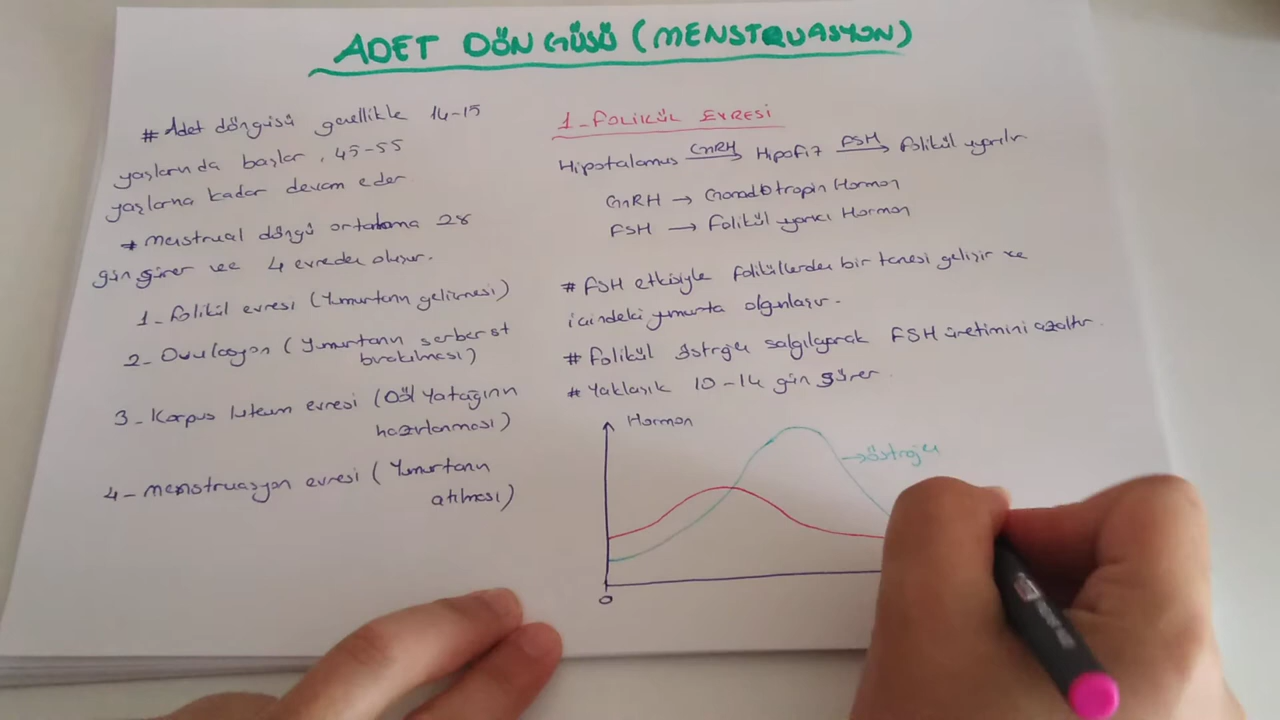 ADET DÖNGÜSÜ (MENSTRUASYON)
# Adet döngüsü genellikle 14-15
yaşlarında başlar, 45-55
yaşlarına kadar devam eder
* menstrual döngü ortalama 28
gün sürer ve 4 evreden oluşur.
1- folikül evresi (Yumurtanın gelişmesi)
2- Ovulasyon (Yumurtanın serbest
bırakılması)
3- Korpus luteum evresi (Döl Yatağının
hazırlanması)
4- menstruasyon evresi (Yumurtanın
atılması)
1-FOLİKÜL EVRESİ
Hipotalamus GnRH → Hipofiz FSH → folikül uyarılır
GnRH → Gonadotropin Hormon
FSH → Folikül uyarıcı Hormon
# FSH etkisiyle foliküllerden bir tanesi gelişir ve
içindeki yumurta olgunlaşır.
# Folikül östrojen salgılayarak FSH üretimini azaltır.
# Yaklaşık 10-14 gün sürer
Hormon
→ östrojen
0